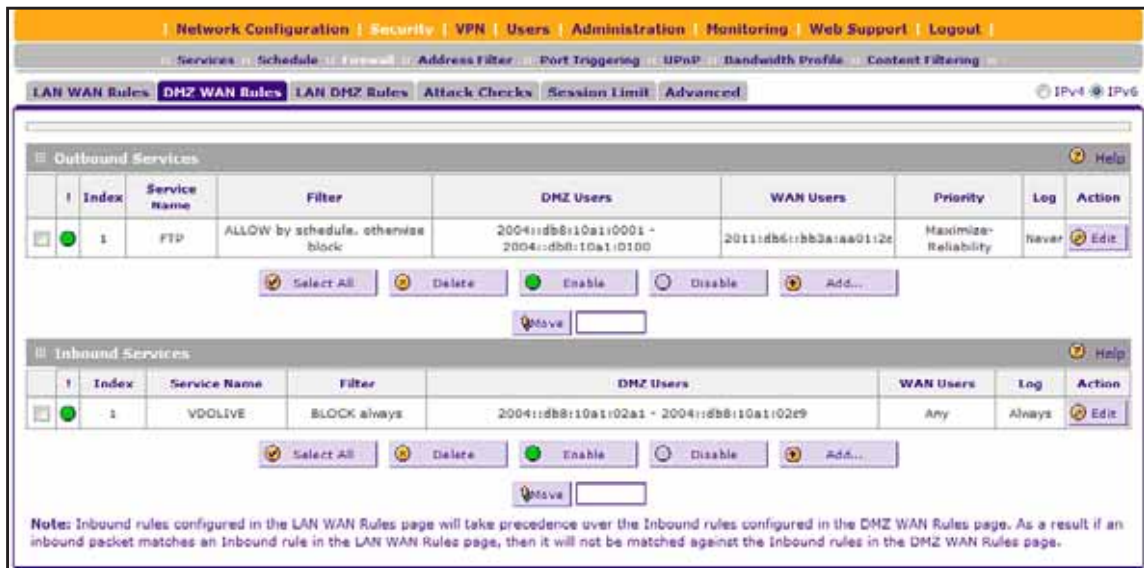 Network Configuration | Security | VPN | Users | Administration | Monitoring | Web Support | Logout
Services Schedule Firewall Address Filter Port Triggering UPnP Bandwidth Profile Content Filtering
LAN WAN Rules DMZ WAN Rules LAN DMZ Rules Attack Checks Session Limit Advanced IPv4 IPv6
Outbound Services Help
! Index Service Name Filter DMZ Users WAN Users Priority Log Action
1 FTP ALLOW by schedule, otherwise block 2004::db8:10a1:0001 - 2004::db8:10a1:0100 Maximize-Reliability Never Edit
Select All Delete Enable Disable Add...
Move
Inbound Services Help
! Index Service Name Filter DMZ Users WAN Users Log Action
1 VDOLIVE BLOCK always 2004::db8:10a1:02a1 - 2004::db8:10a1:02c9 Any Always Edit
Select All Delete Enable Disable Add...
Move
Note: Inbound rules configured in the LAN WAN Rules page will take precedence over the Inbound rules configured in the DMZ WAN Rules page. As a result if an
inbound packet matches an Inbound rule in the LAN WAN Rules page, then it will not be matched against the Inbound rules in the DMZ WAN Rules page.